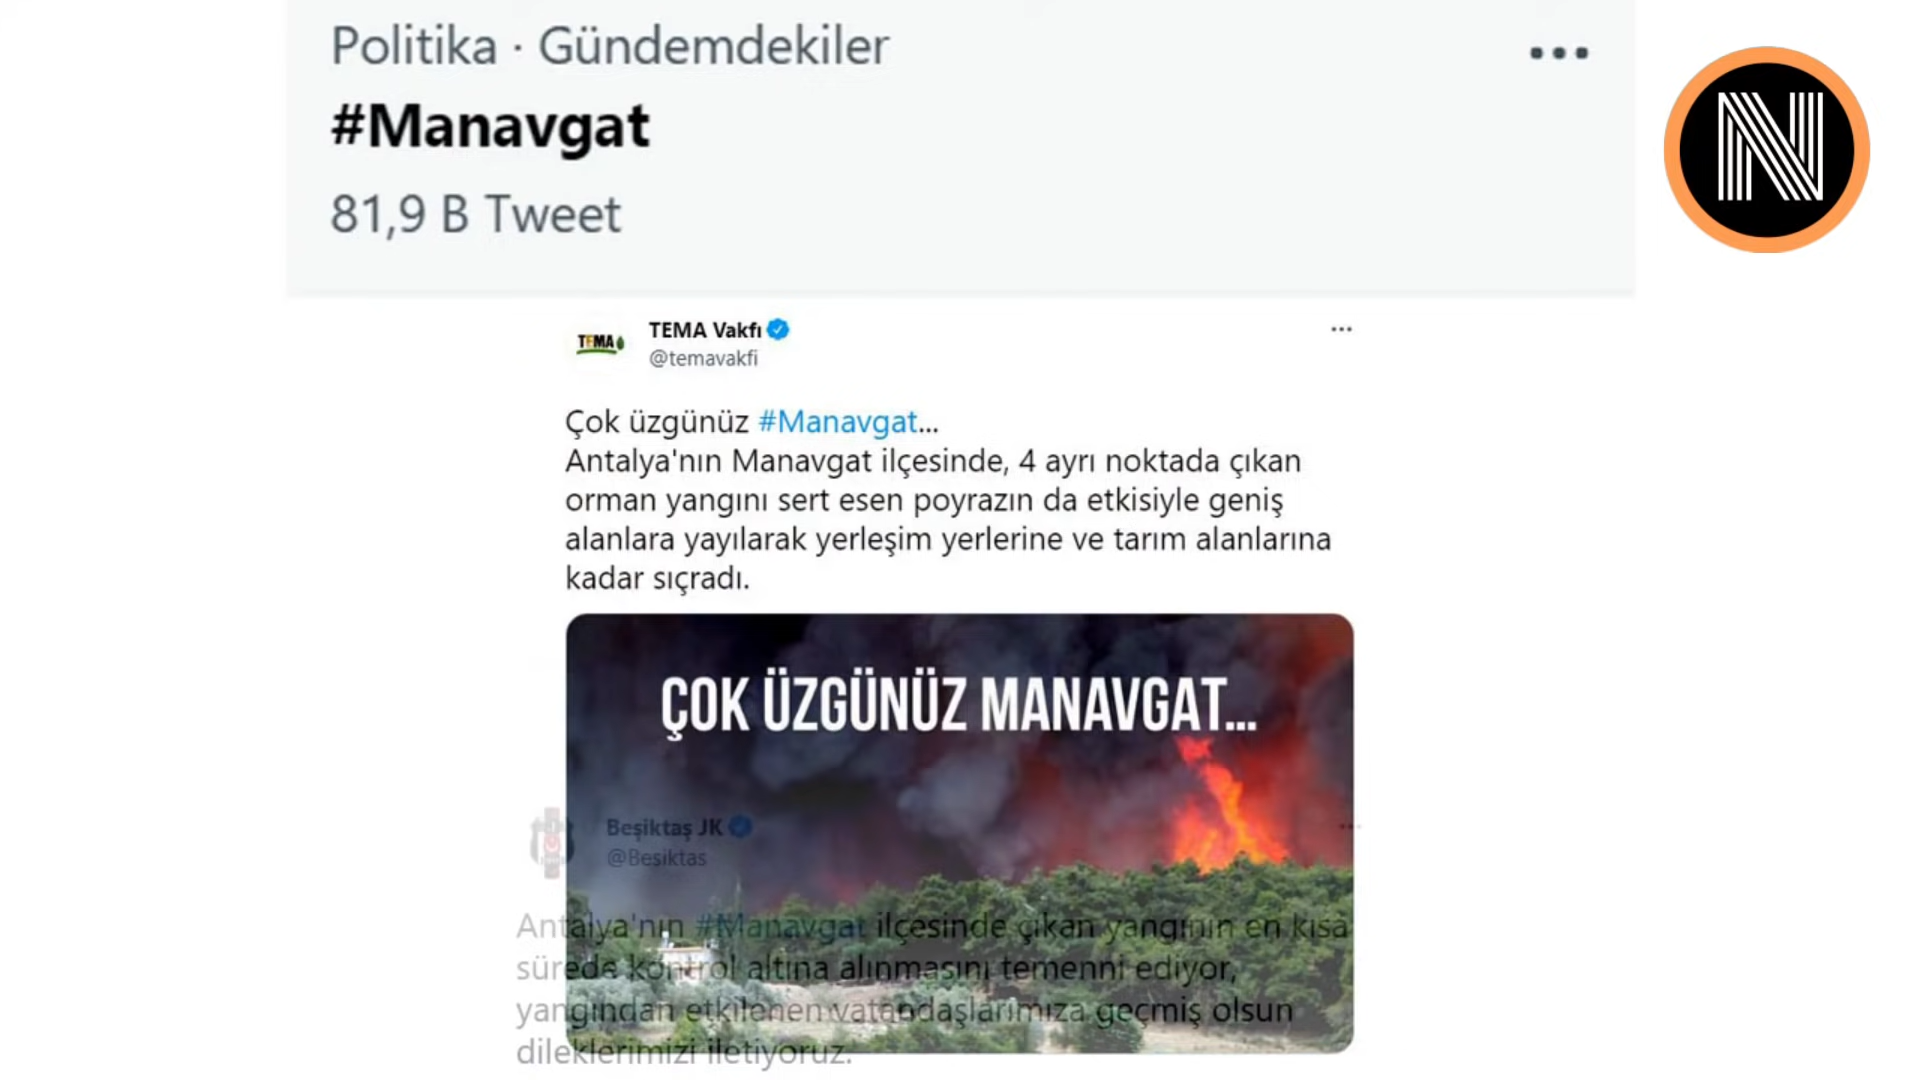 Politika · Gündemdekiler
#Manavgat
81,9 B Tweet
N
TEMA
TEMA Vakfı
@temavakfi
Çok üzgünüz #Manavgat...
Antalya'nın Manavgat ilçesinde, 4 ayrı noktada çıkan
orman yangını sert esen poyrazın da etkisiyle geniş
alanlara yayılarak yerleşim yerlerine ve tarım alanlarına
kadar sıçradı.
ÇOK ÜZGÜNÜZ MANAVGAT...
Beşiktaş JK
@Besiktas
Antalya'nın #Manavgat ilçesinde çıkan yangının en kısa
sürede kontrol altına alınmasını temenni ediyor,
yangından etkilenen vatandaşlarımıza geçmiş olsun
dileklerimizi iletiyoruz.